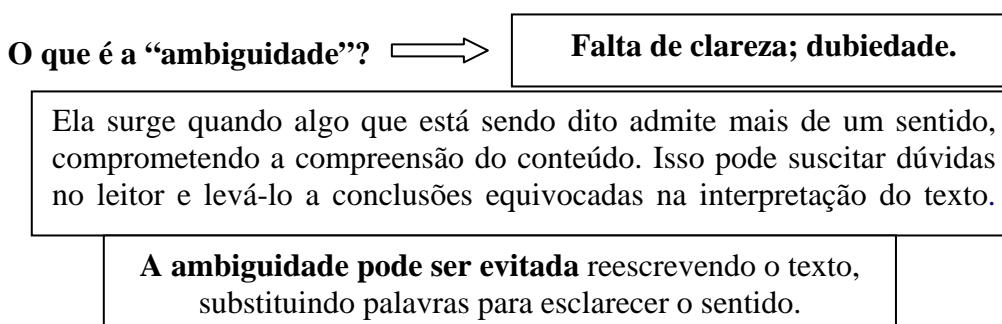 O que é a “ambiguidade”?
Falta de clareza; dubiedade.
Ela surge quando algo que está sendo dito admite mais de um sentido,
comprometendo a compreensão do conteúdo. Isso pode suscitar dúvidas
no leitor e levá-lo a conclusões equivocadas na interpretação do texto.
A ambiguidade pode ser evitada reescrevendo o texto,
substituindo palavras para esclarecer o sentido.